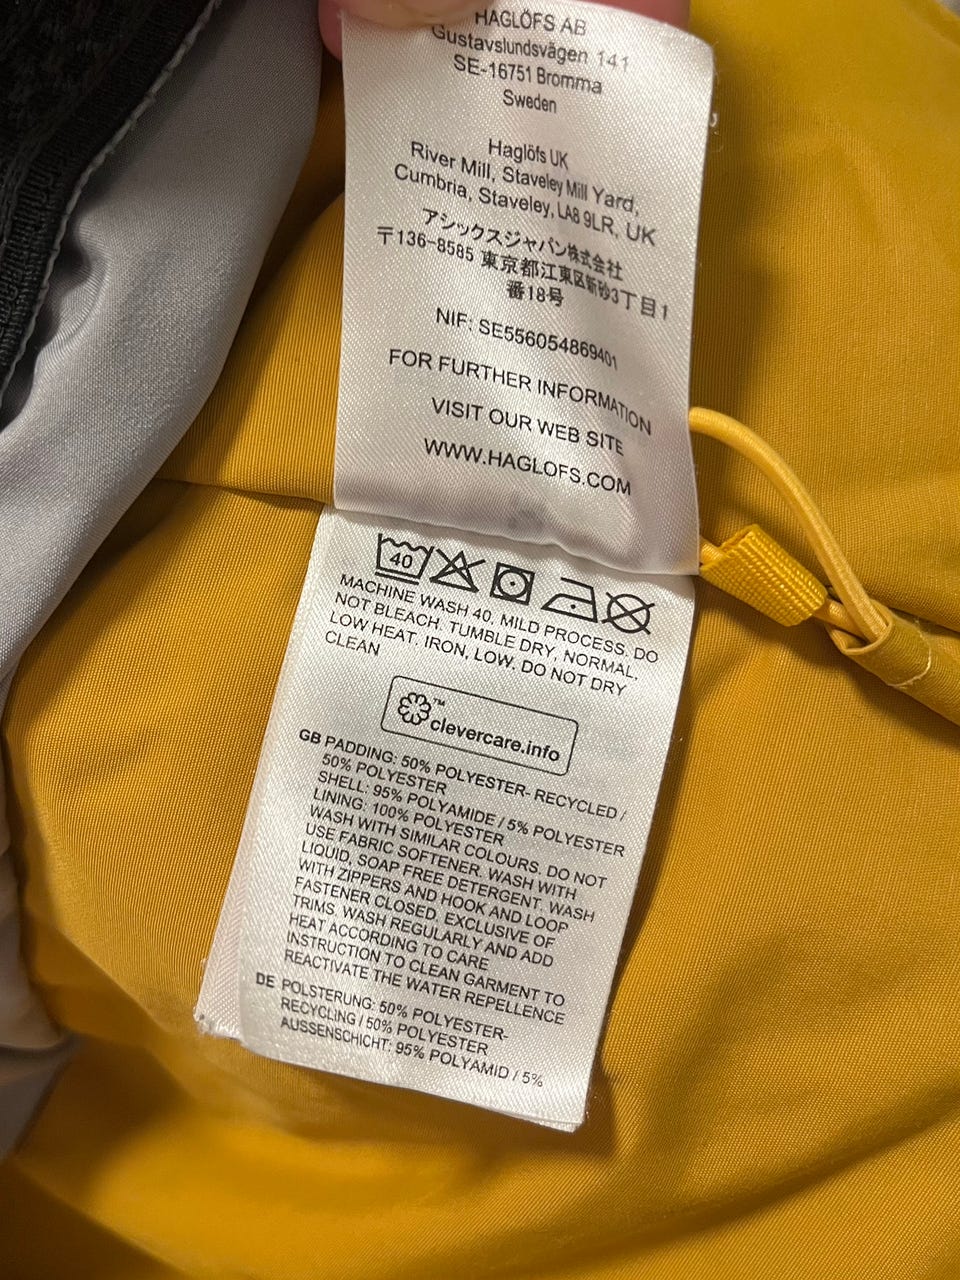 HAGLÖFS AB
Gustavslundsvägen 141
SE-16751 Bromma
Sweden
Haglöfs UK
River Mill, Staveley Mill Yard,
Cumbria, Staveley, LA8 9LR, UK
アシックスジャパン株式会社
〒136-8585 東京都江東区新砂3丁目1
番18号
NIF: SE556054869401
FOR FURTHER INFORMATION
VISIT OUR WEB SITE
WWW.HAGLOFS.COM
40
MACHINE WASH 40, MILD PROCESS. DO
NOT BLEACH. TUMBLE DRY, NORMAL,
LOW HEAT. IRON, LOW. DO NOT DRY
CLEAN
™
clevercare.info
GB PADDING: 50% POLYESTER- RECYCLED /
50% POLYESTER
SHELL: 95% POLYAMIDE / 5% POLYESTER
LINING: 100% POLYESTER
WASH WITH SIMILAR COLOURS. DO NOT
USE FABRIC SOFTENER. WASH WITH
LIQUID, SOAP FREE DETERGENT. WASH
WITH ZIPPERS AND HOOK AND LOOP
FASTENER CLOSED. EXCLUSIVE OF
TRIMS. WASH REGULARLY AND ADD
HEAT ACCORDING TO CARE
INSTRUCTION TO CLEAN GARMENT TO
REACTIVATE THE WATER REPELLENCE
DE POLSTERUNG: 50% POLYESTER-
RECYCLING / 50% POLYESTER
AUSSENSCHICHT: 95% POLYAMID / 5%